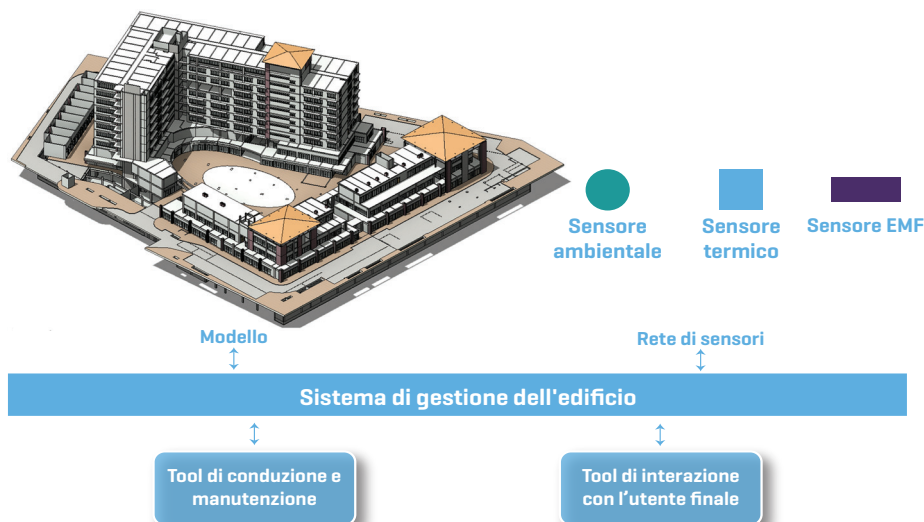 Sensore
ambientale
Sensore
termico
Sensore EMF
Modello
Rete di sensori
Sistema di gestione dell'edificio
Tool di conduzione e
manutenzione
Tool di interazione
con l'utente finale